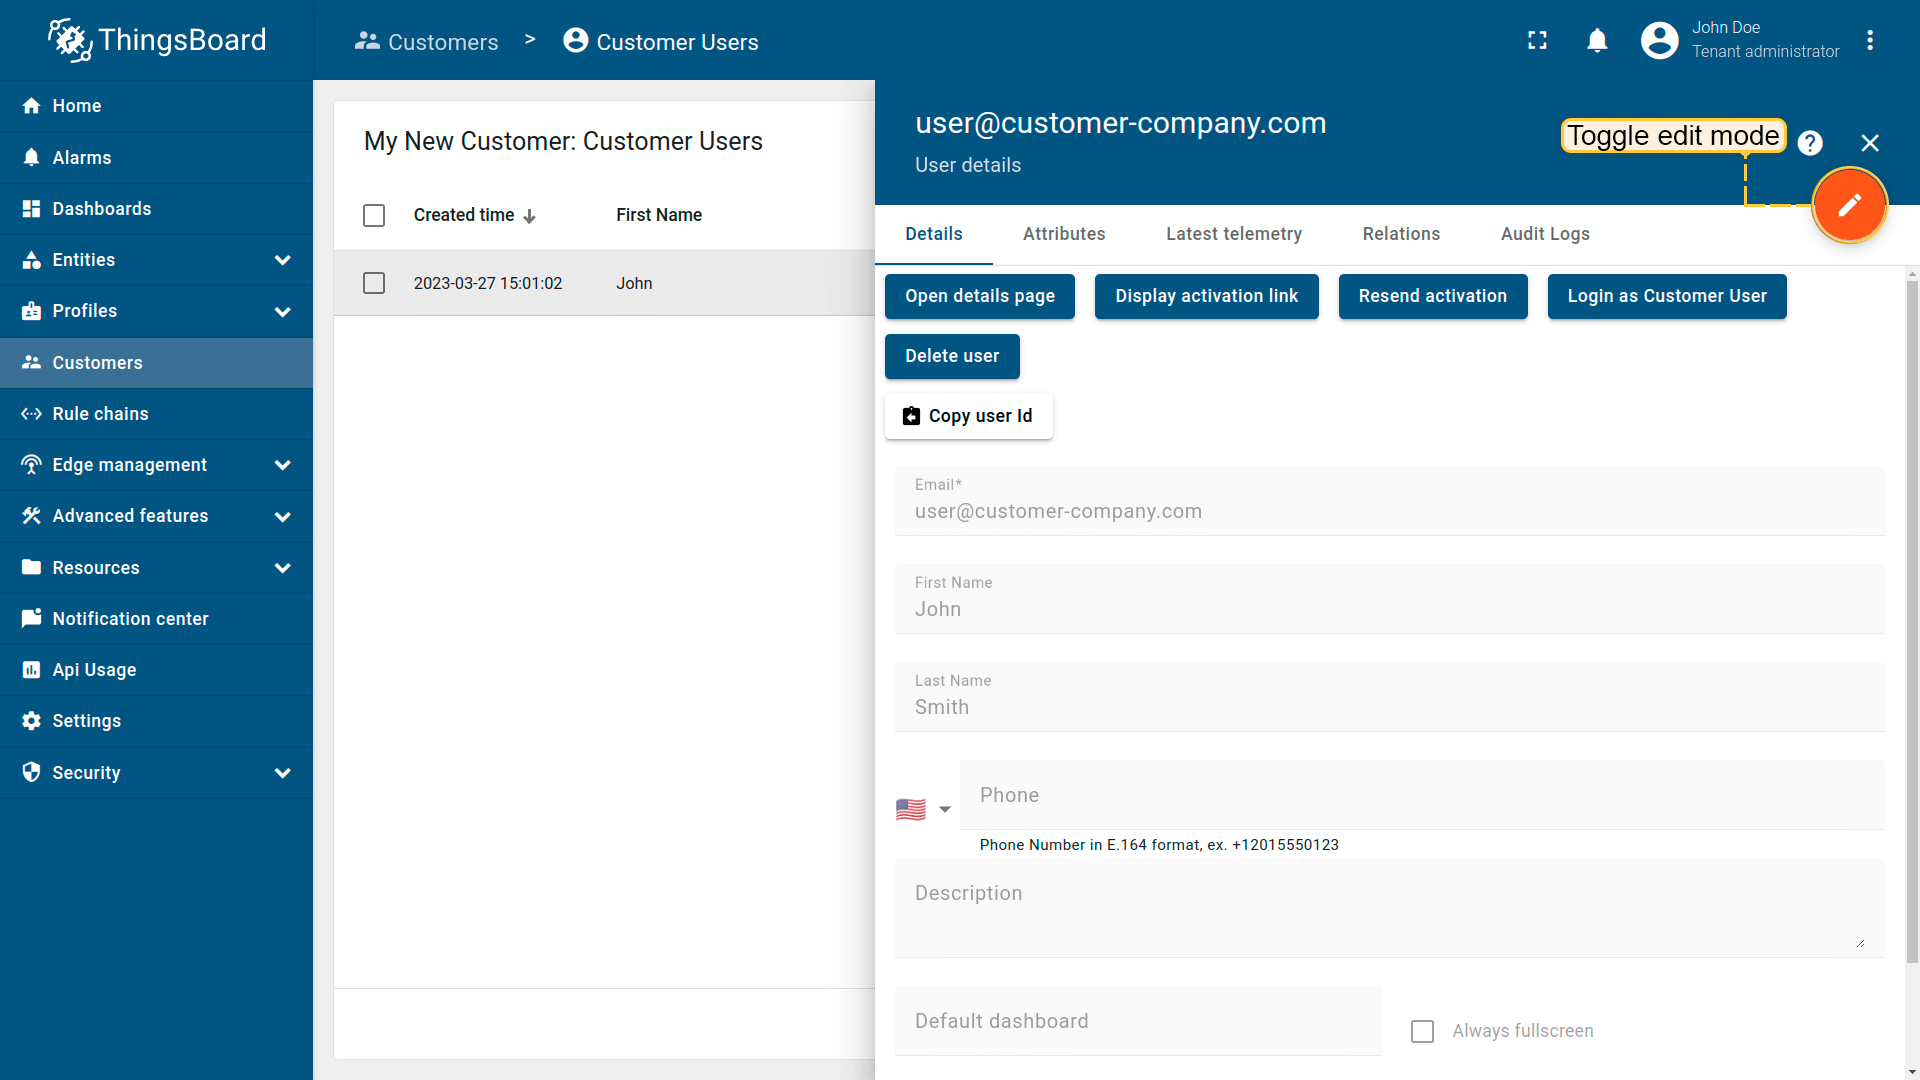 ThingsBoard
Customers > Customer Users
John Doe
Tenant administrator
Home
Alarms
Dashboards
Entities
Profiles
Customers
Rule chains
Edge management
Advanced features
Resources
Notification center
Api Usage
Settings
Security
My New Customer: Customer Users
Created time First Name
2023-03-27 15:01:02 John
user@customer-company.com
User details
Toggle edit mode
?
Details Attributes Latest telemetry Relations Audit Logs
Open details page Display activation link Resend activation Login as Customer User
Delete user
Copy user Id
Email*
user@customer-company.com
First Name
John
Last Name
Smith
Phone
Phone Number in E.164 format, ex. +12015550123
Description
Default dashboard
Always fullscreen